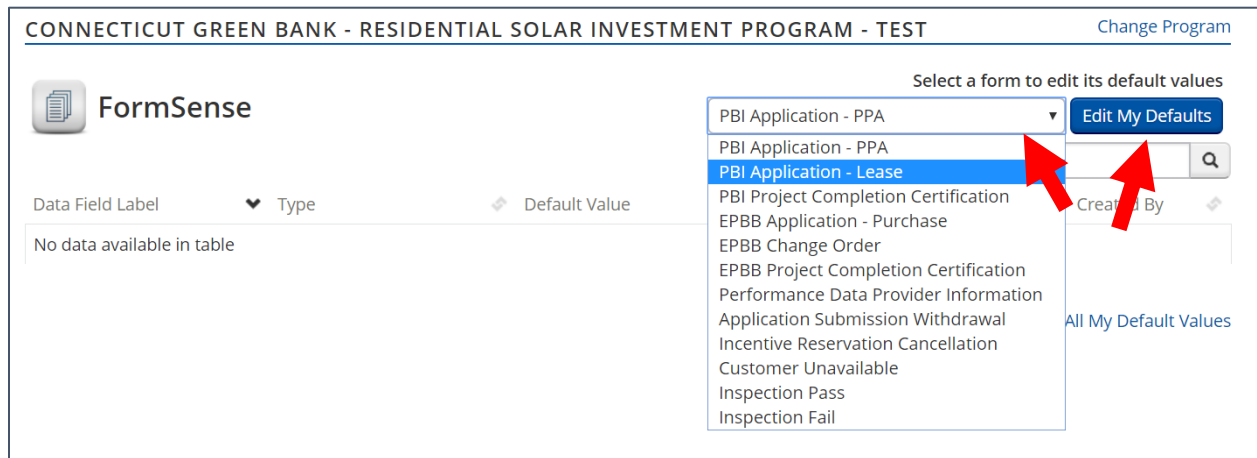 CONNECTICUT GREEN BANK - RESIDENTIAL SOLAR INVESTMENT PROGRAM - TEST
Change Program
Select a form to edit its default values
FormSense
PBI Application - PPA
Edit My Defaults
PBI Application - PPA
PBI Application - Lease
PBI Project Completion Certification
EPBB Application - Purchase
EPBB Change Order
EPBB Project Completion Certification
Performance Data Provider Information
Application Submission Withdrawal
Incentive Reservation Cancellation
Customer Unavailable
Inspection Pass
Inspection Fail
Data Field Label
Type
Default Value
Created By
No data available in table
All My Default Values